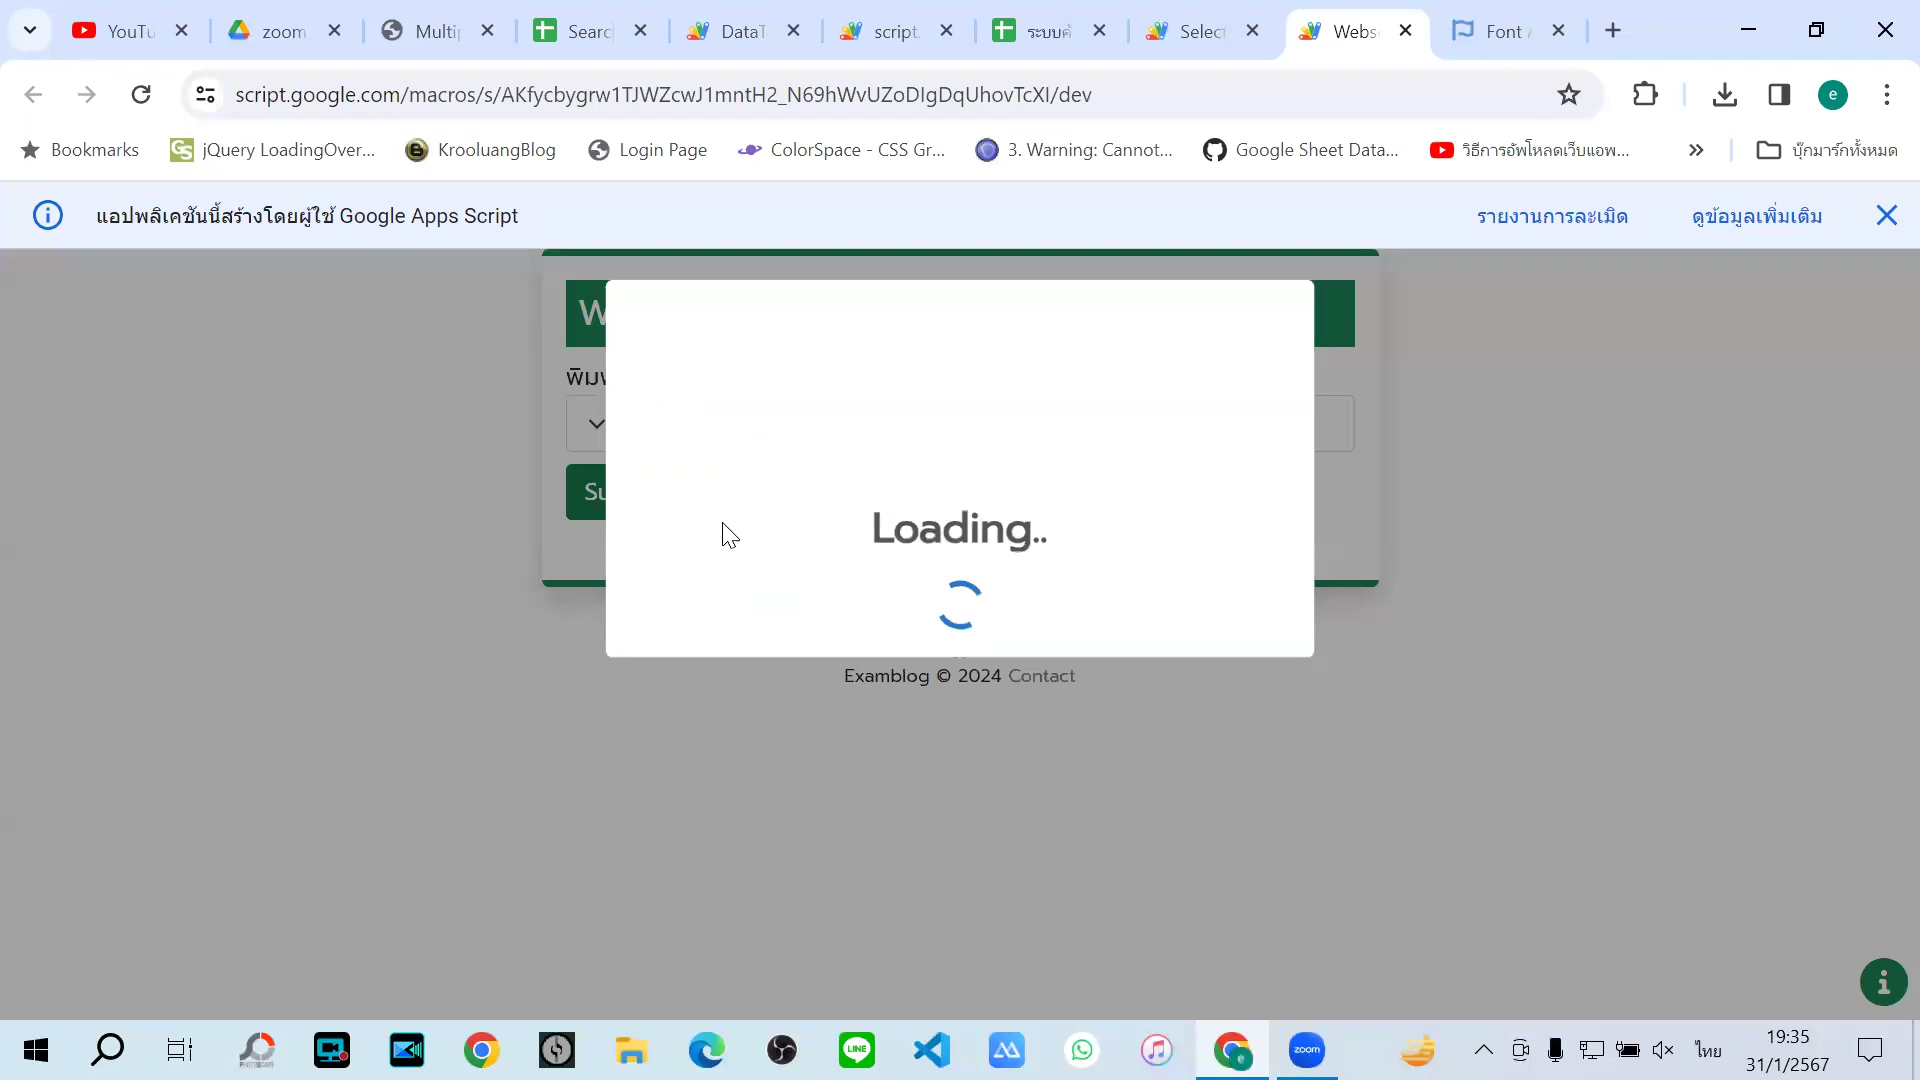 YouTu
zoom
Multip
Searc
DataT
script.
ระบบค้
Select
Webs
Font A
script.google.com/macros/s/AKfycbygrw1TJWZcwJ1mntH2_N69hWvUZoDIgDqUhovTcXI/dev
e
Bookmarks
jQuery LoadingOver...
KrooluangBlog
Login Page
ColorSpace - CSS Gr...
3. Warning: Cannot...
Google Sheet Data...
วิธีการอัพโหลดเว็บแอพ...
บุ๊กมาร์กทั้งหมด
แอปพลิเคชันนี้สร้างโดยผู้ใช้ Google Apps Script
รายงานการละเมิด
ดูข้อมูลเพิ่มเติม
W
พิมพ
Su
Loading..
Examblog © 2024 Contact
LINE
e
zoom
ไทย
19:35
31/1/2567